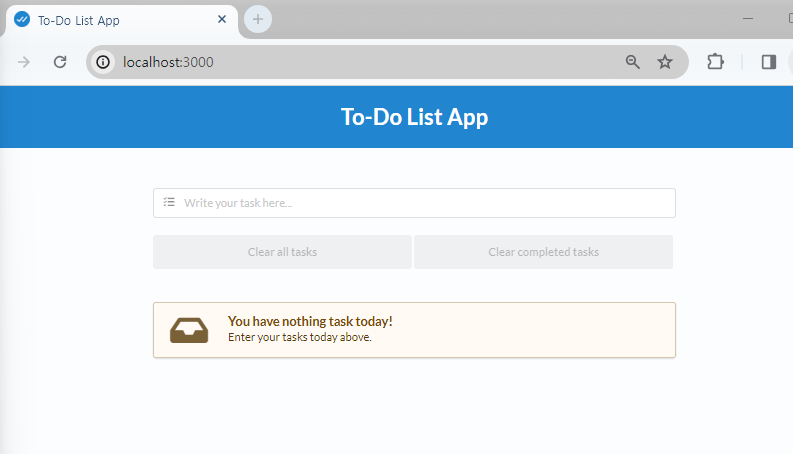 To-Do List App
localhost:3000
To-Do List App
Write your task here...
Clear all tasks Clear completed tasks
You have nothing task today!
Enter your tasks today above.